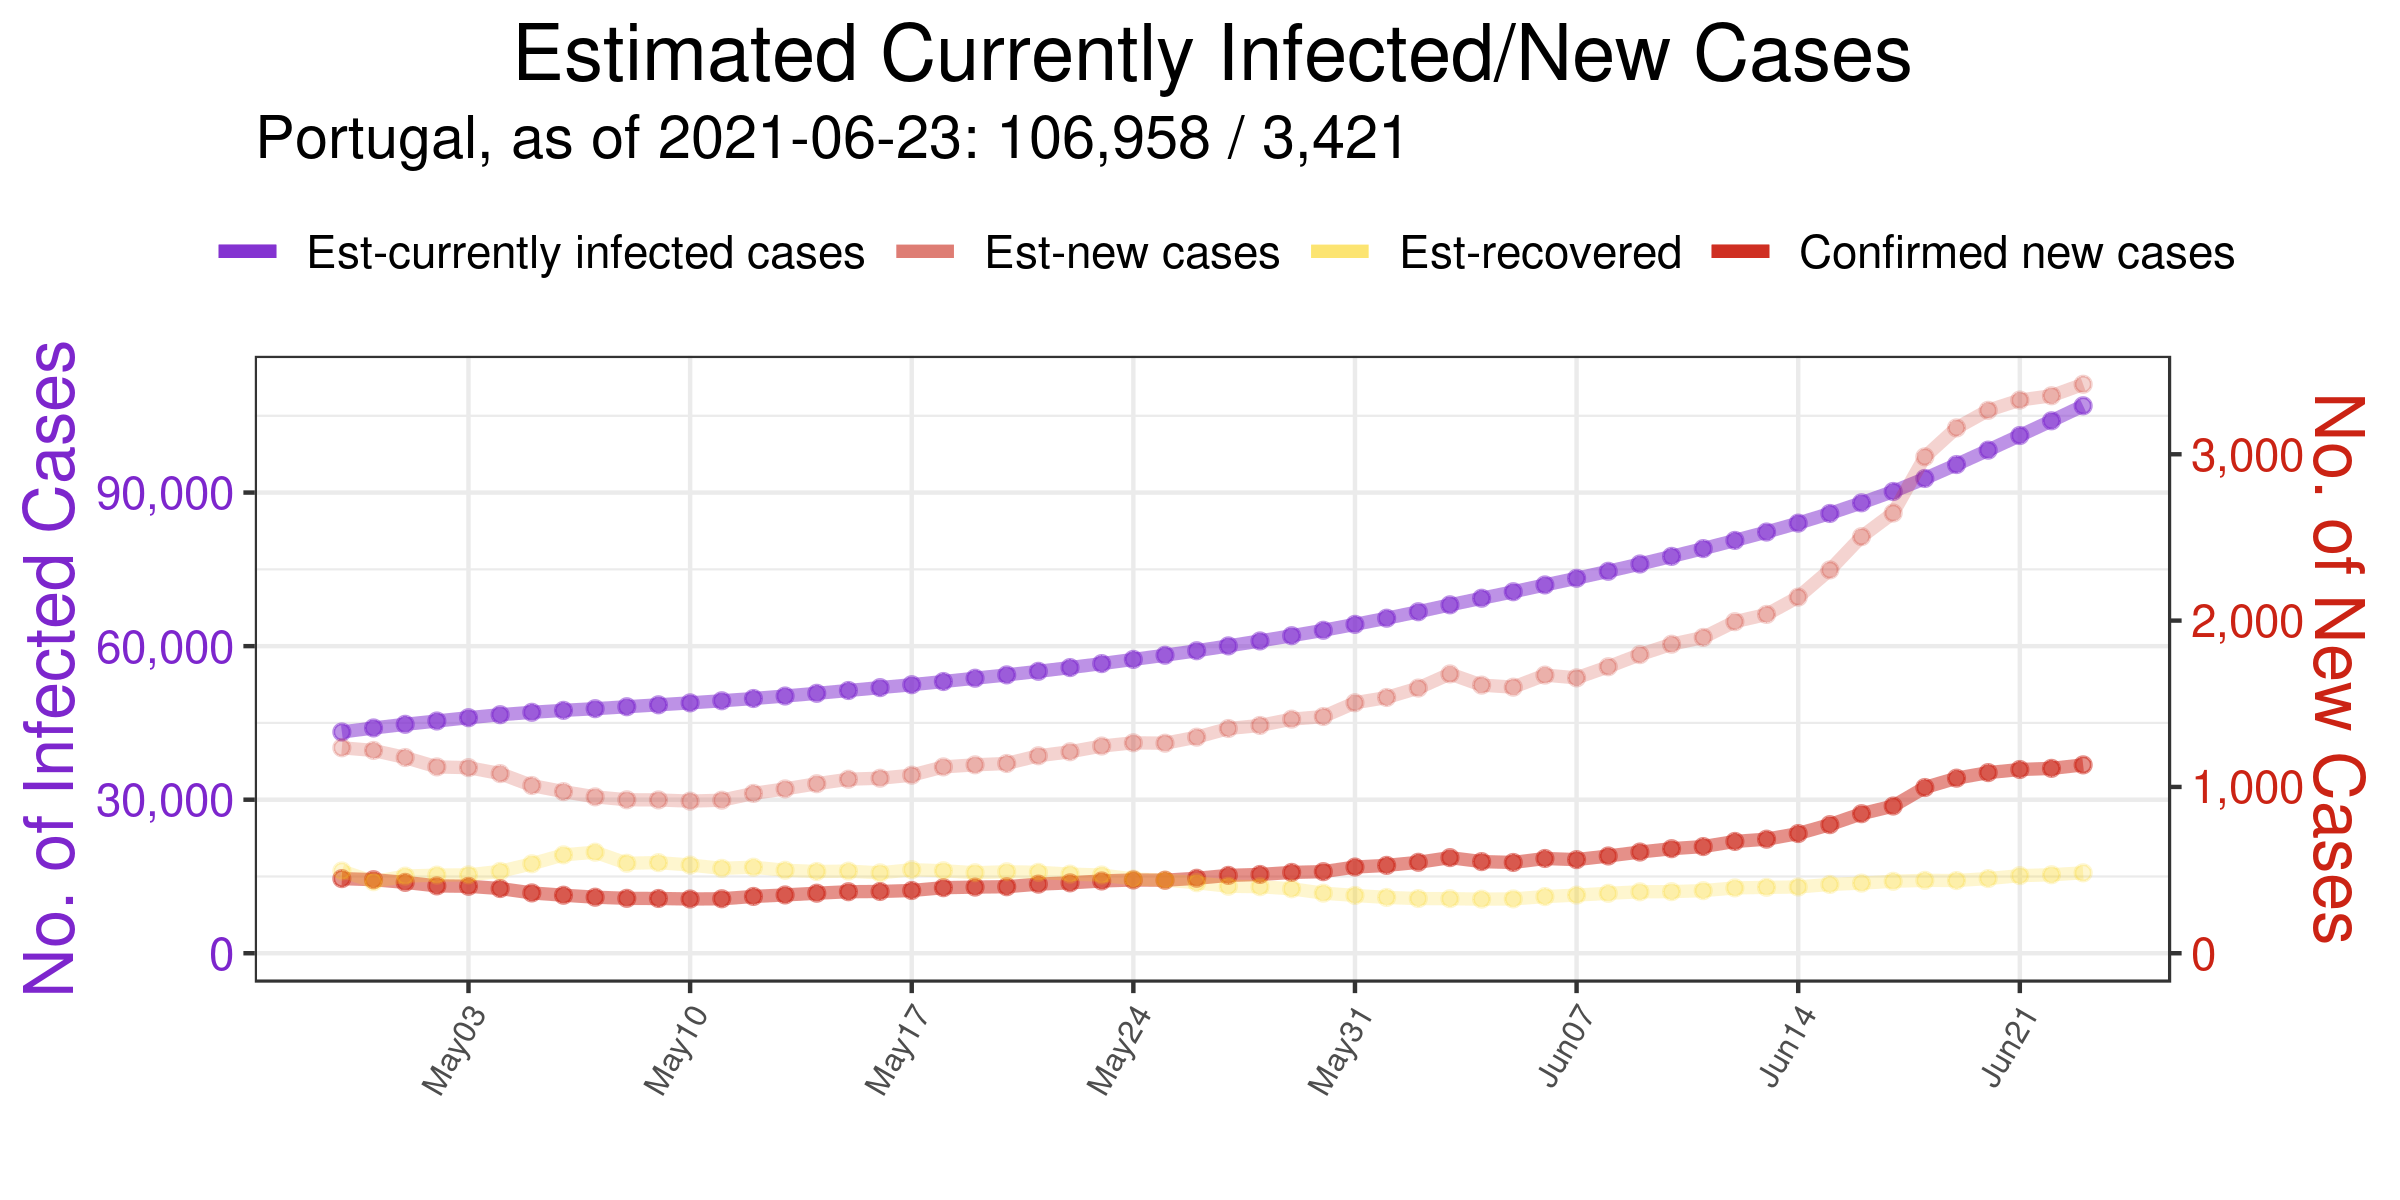 Estimated Currently Infected/New Cases
Portugal, as of 2021-06-23: 106,958 / 3,421
Est-currently infected cases Est-new cases Est-recovered Confirmed new cases
No. of Infected Cases
90,000
60,000
30,000
0
3,000
2,000
1,000
0
No. of New Cases
May03 May10 May17 May24 May31 Jun07 Jun14 Jun21